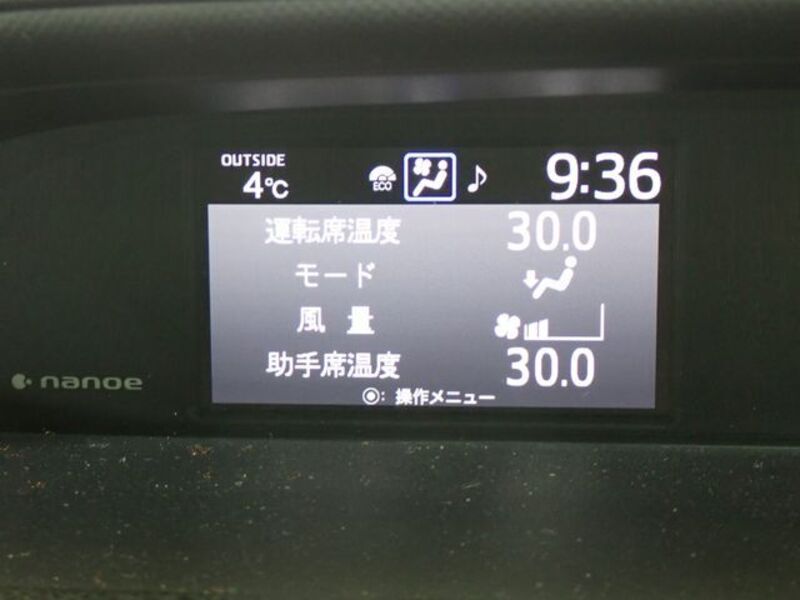 OUTSIDE
4℃
ECO
9:36
運転席温度 30.0
モード
風 量
助手席温度 30.0
nanoe
◉: 操作メニュー